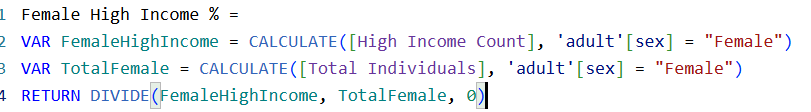 1 Female High Income % =
2 VAR FemaleHighIncome = CALCULATE([High Income Count], 'adult'[sex] = "Female")
3 VAR TotalFemale = CALCULATE([Total Individuals], 'adult'[sex] = "Female")
4 RETURN DIVIDE(FemaleHighIncome, TotalFemale, 0)